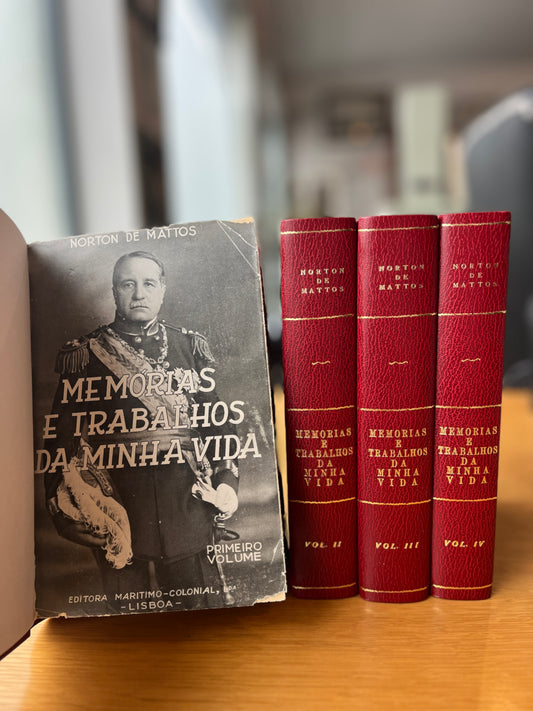 NORTON DE MATTOS
MEMÓRIAS
E TRABALHOS
DA MINHA VIDA
PRIMEIRO
VOLUME
EDITORA MARITIMO-COLONIAL, LDA
- LISBOA -
NORTON
DE
MATTOS
MEMORIAS
E
TRABALHOS
DA
MINHA
VIDA
VOL. II
NORTON
DE
MATTOS
MEMORIAS
E
TRABALHOS
DA
MINHA
VIDA
VOL. III
NORTON
DE
MATTOS
MEMORIAS
E
TRABALHOS
DA
MINHA
VIDA
VOL. IV